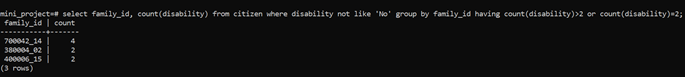 mini_project=# select family_id, count(disability) from citizen where disability not like 'No' group by family_id having count(disability)>2 or count(disability)=2;
 family_id | count
-----------+-------
 700042_14 |     4
 380004_02 |     2
 400006_15 |     2
(3 rows)